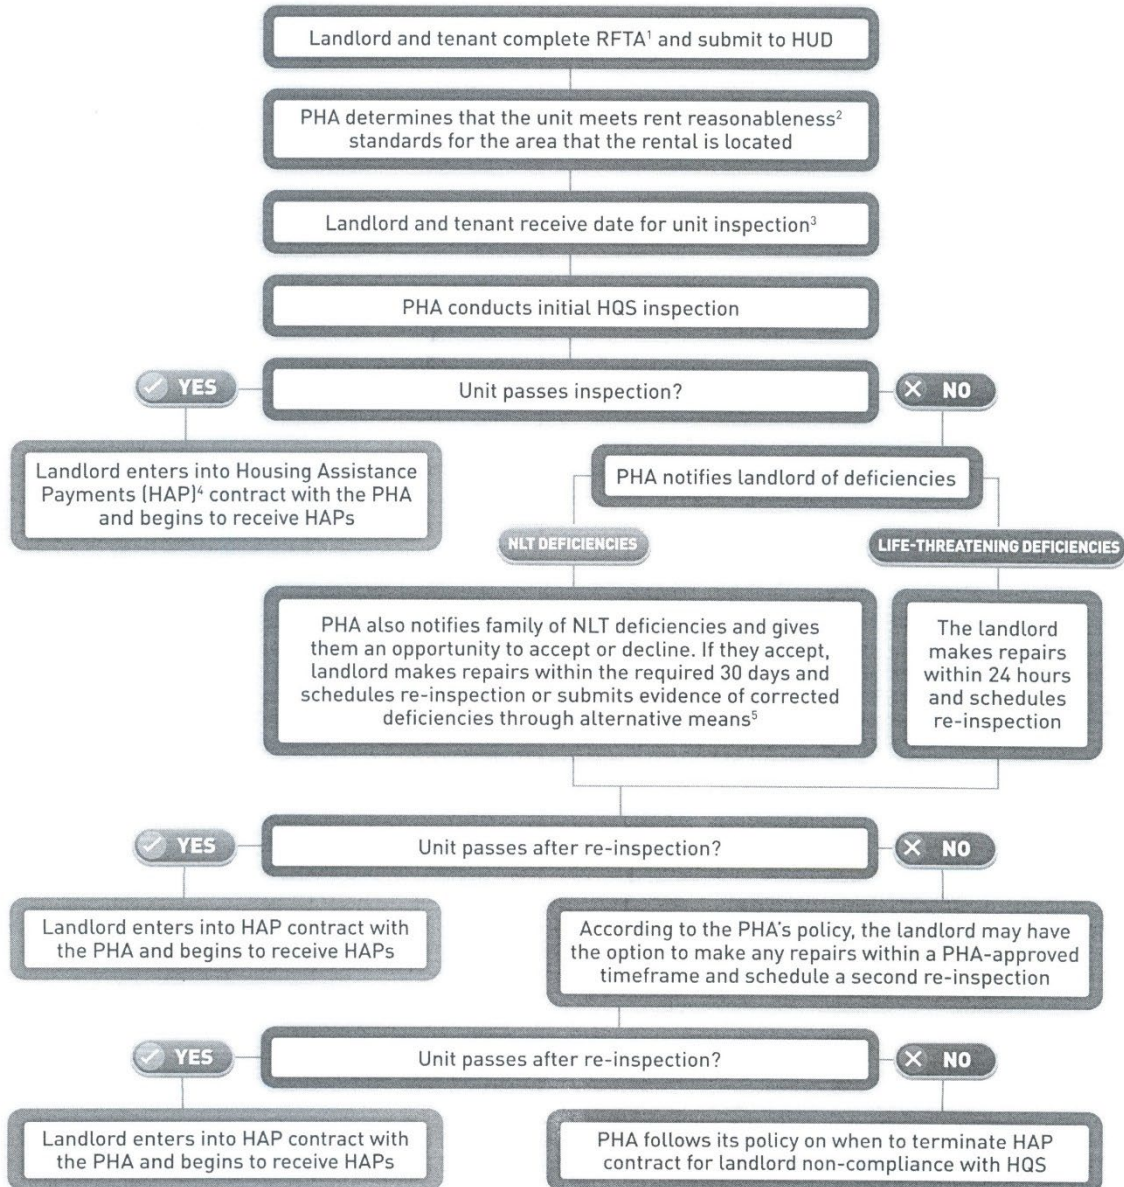 Landlord and tenant complete RFTA¹ and submit to HUD
PHA determines that the unit meets rent reasonableness²
standards for the area that the rental is located
Landlord and tenant receive date for unit inspection³
PHA conducts initial HQS inspection
YES
Unit passes inspection?
NO
Landlord enters into Housing Assistance
Payments (HAP)⁴ contract with the PHA
and begins to receive HAPs
PHA notifies landlord of deficiencies
NLT DEFICIENCIES
LIFE-THREATENING DEFICIENCIES
PHA also notifies family of NLT deficiencies and gives
them an opportunity to accept or decline. If they accept,
landlord makes repairs within the required 30 days and
schedules re-inspection or submits evidence of corrected
deficiencies through alternative means⁵
The landlord
makes repairs
within 24 hours
and schedules
re-inspection
YES
Unit passes after re-inspection?
NO
Landlord enters into HAP contract with
the PHA and begins to receive HAPs
According to the PHA's policy, the landlord may have
the option to make any repairs within a PHA-approved
timeframe and schedule a second re-inspection
YES
Unit passes after re-inspection?
NO
Landlord enters into HAP contract with
the PHA and begins to receive HAPs
PHA follows its policy on when to terminate HAP
contract for landlord non-compliance with HQS